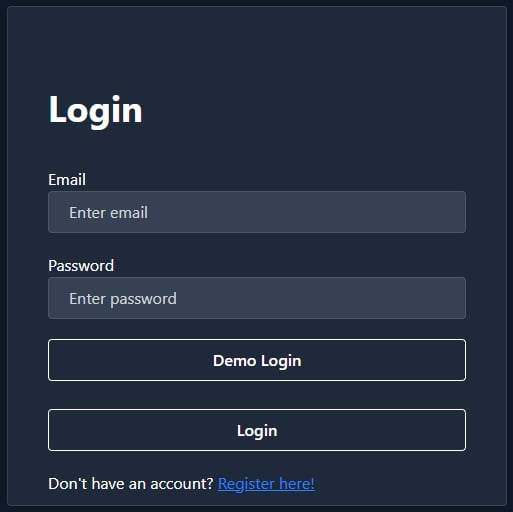 Login
Email
Enter email
Password
Enter password
Demo Login
Login
Don't have an account? Register here!